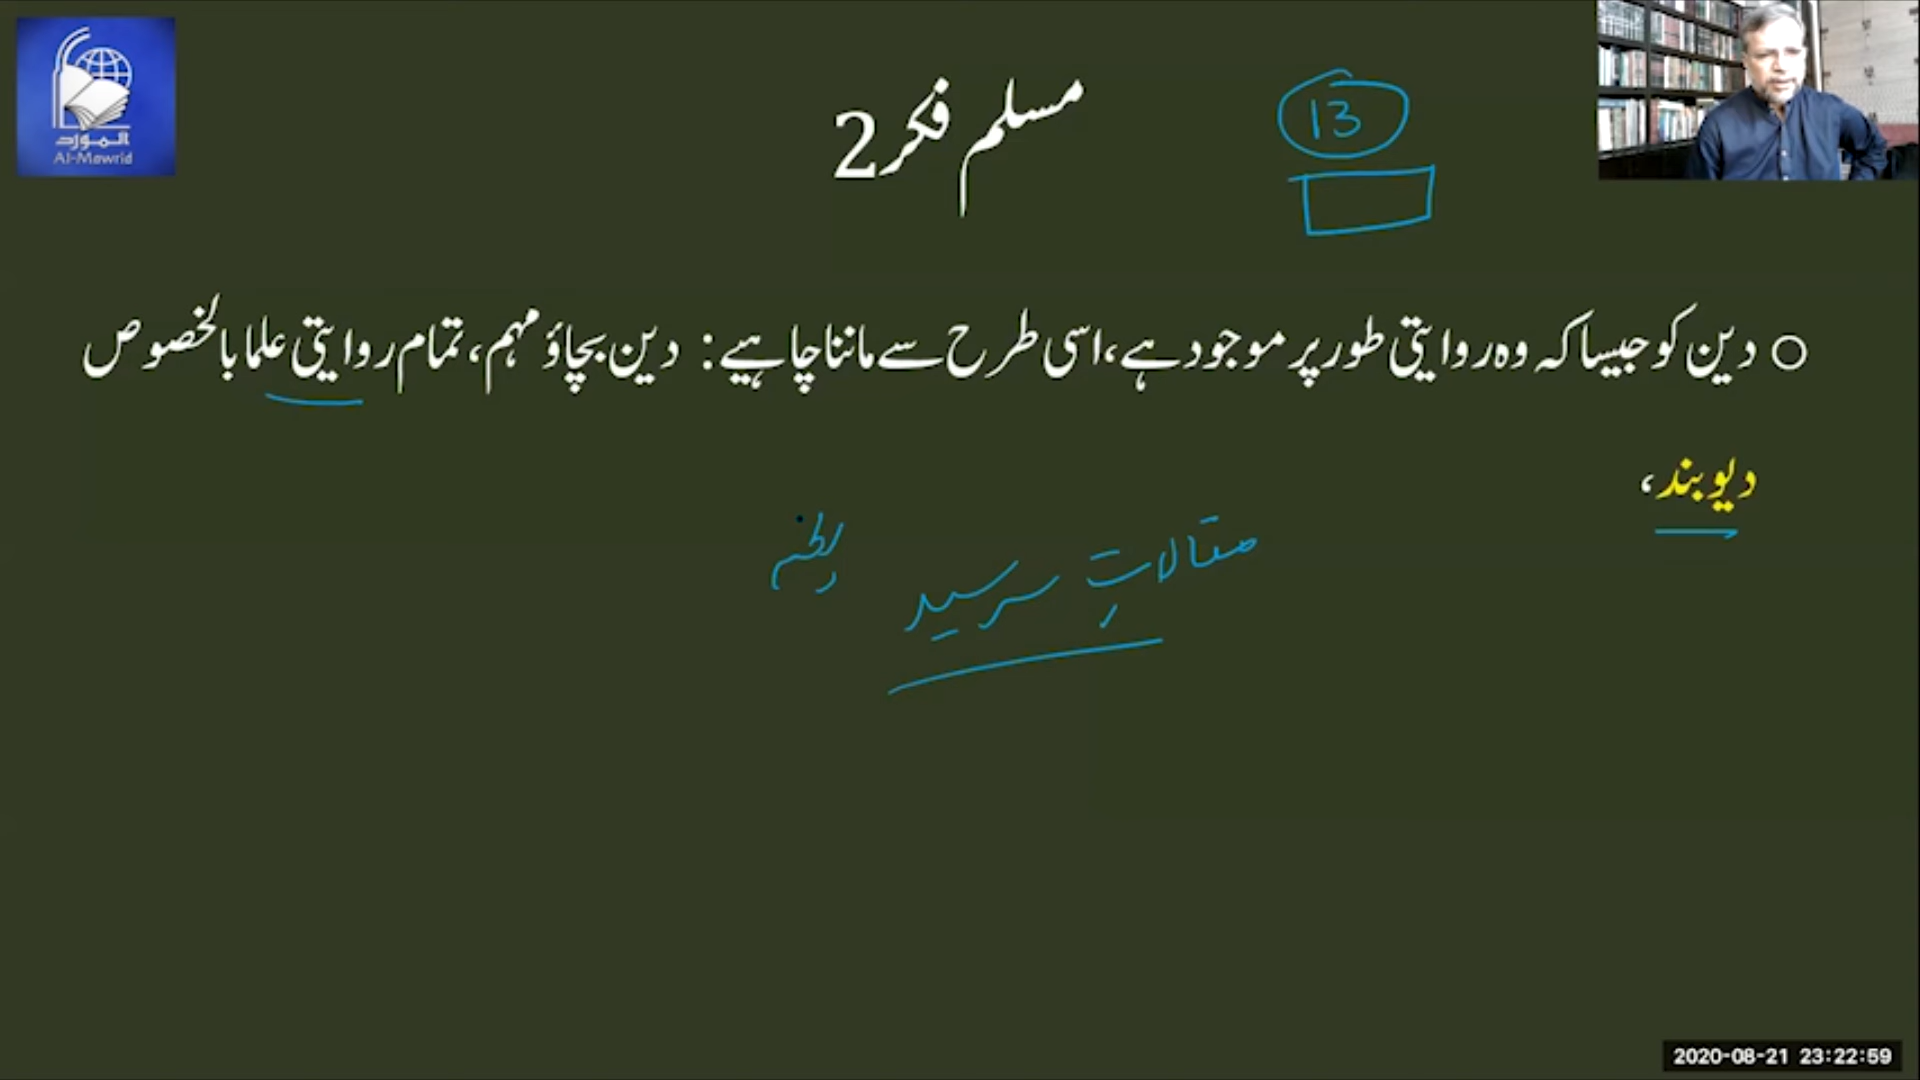 المورد
Al-Mawrid
مسلم فکر 2
13
دین کو جیسا کہ وہ روایتی طور پر موجود ہے، اسی طرح سے ماننا چاہیے: دین بچاؤ مہم، تمام روایتی علما بالخصوص
دیوبند،
مقالاتِ سرسید
2020-08-21 23:22:59